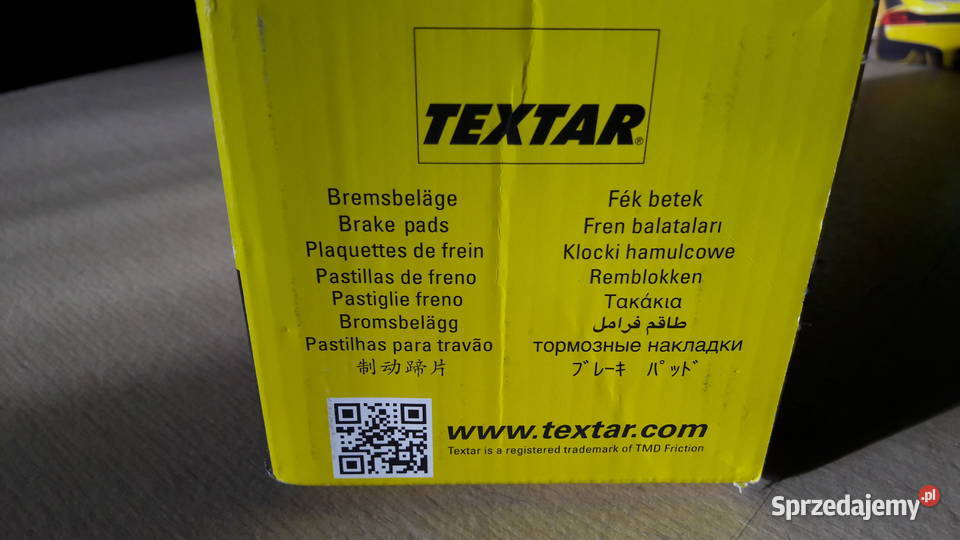 TEXTAR®
Bremsbeläge
Brake pads
Plaquettes de frein
Pastillas de freno
Pastiglie freno
Bromsbelägg
Pastilhas para travão
制动蹄片
Fék betek
Fren balataları
Klocki hamulcowe
Remblokken
Τακάκια
طاقم فرامل
тормозные накладки
ブレーキ パッド
www.textar.com
Textar is a registered trademark of TMD Friction
Sprzedajemy.pl